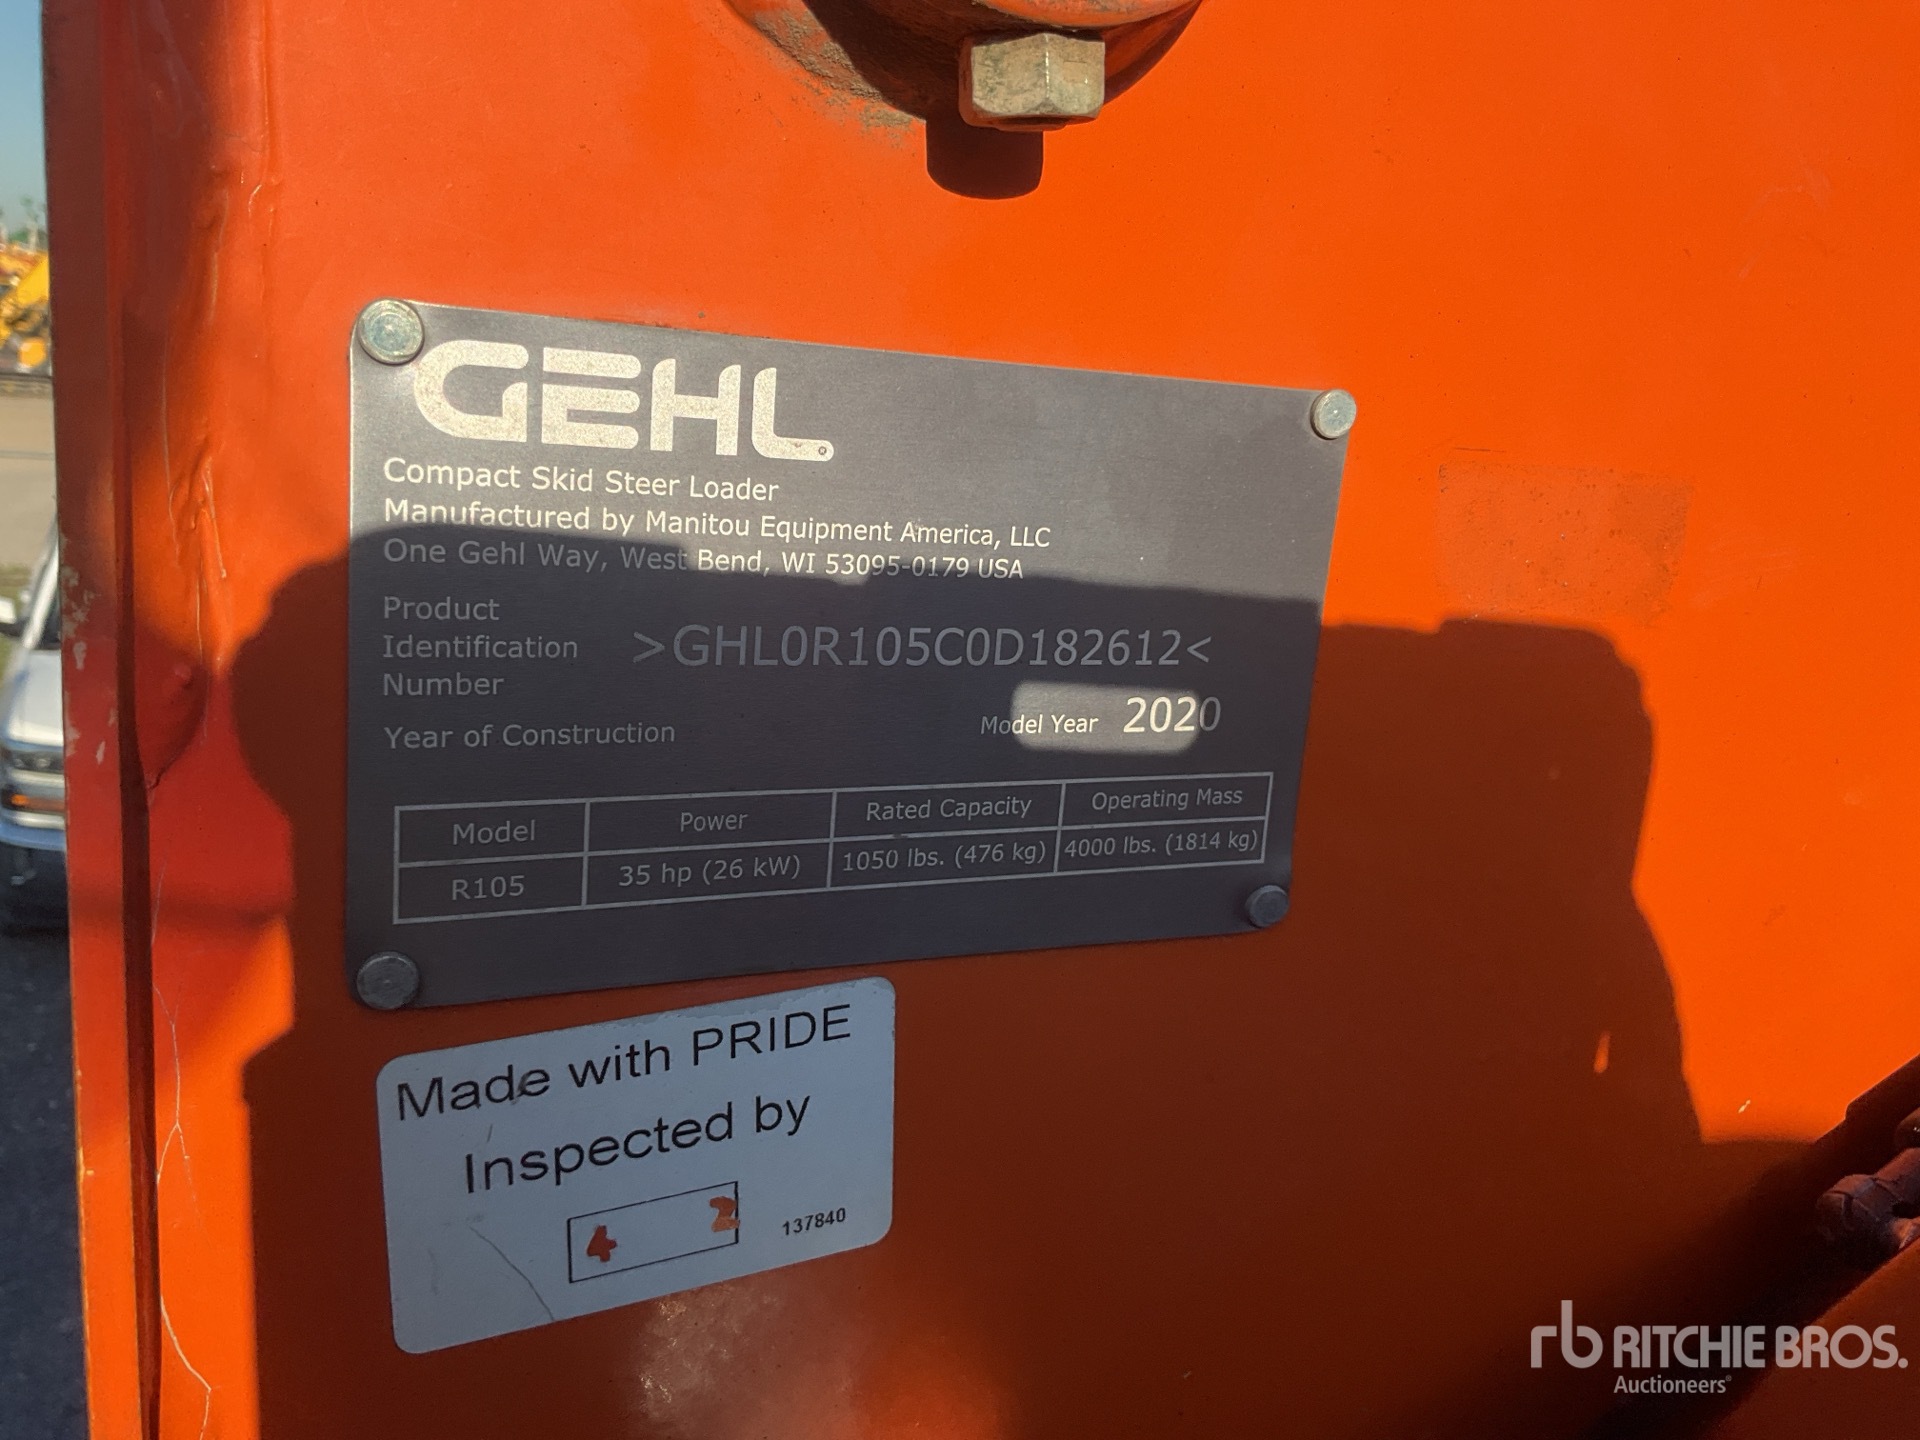 GEHL
Compact Skid Steer Loader
Manufactured by Manitou Equipment America, LLC
One Gehl Way, West Bend, WI 53095-0179 USA
Product
Identification >GHL0R105C0D182612<
Number
Year of Construction Model Year 2020
Model Power Rated Capacity Operating Mass
R105 35 hp (26 kW) 1050 lbs. (476 kg) 4000 lbs. (1814 kg)
Made with PRIDE
Inspected by
4 2 137840
rb RITCHIE BROS.
Auctioneers®